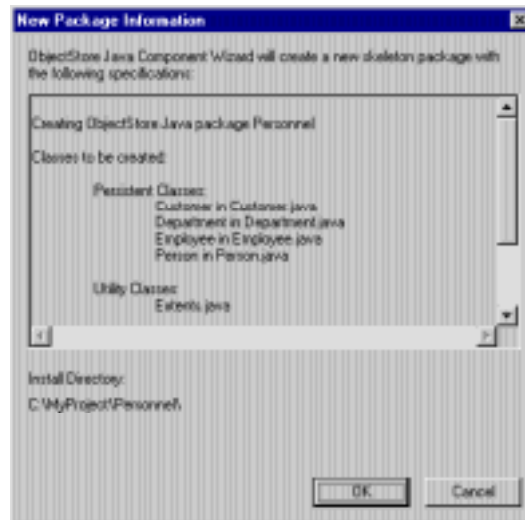 New Package Information
ObjectStore Java Component Wizard will create a new skeleton package with
the following specifications:
Creating ObjectStore Java package Personnel
Classes to be created:
Persistent Classes:
Customer in Customer.java
Department in Department.java
Employee in Employee.java
Person in Person.java
Utility Classes:
Extents.java
Install Directory:
C:\MyProject\Personnel\
OK
Cancel